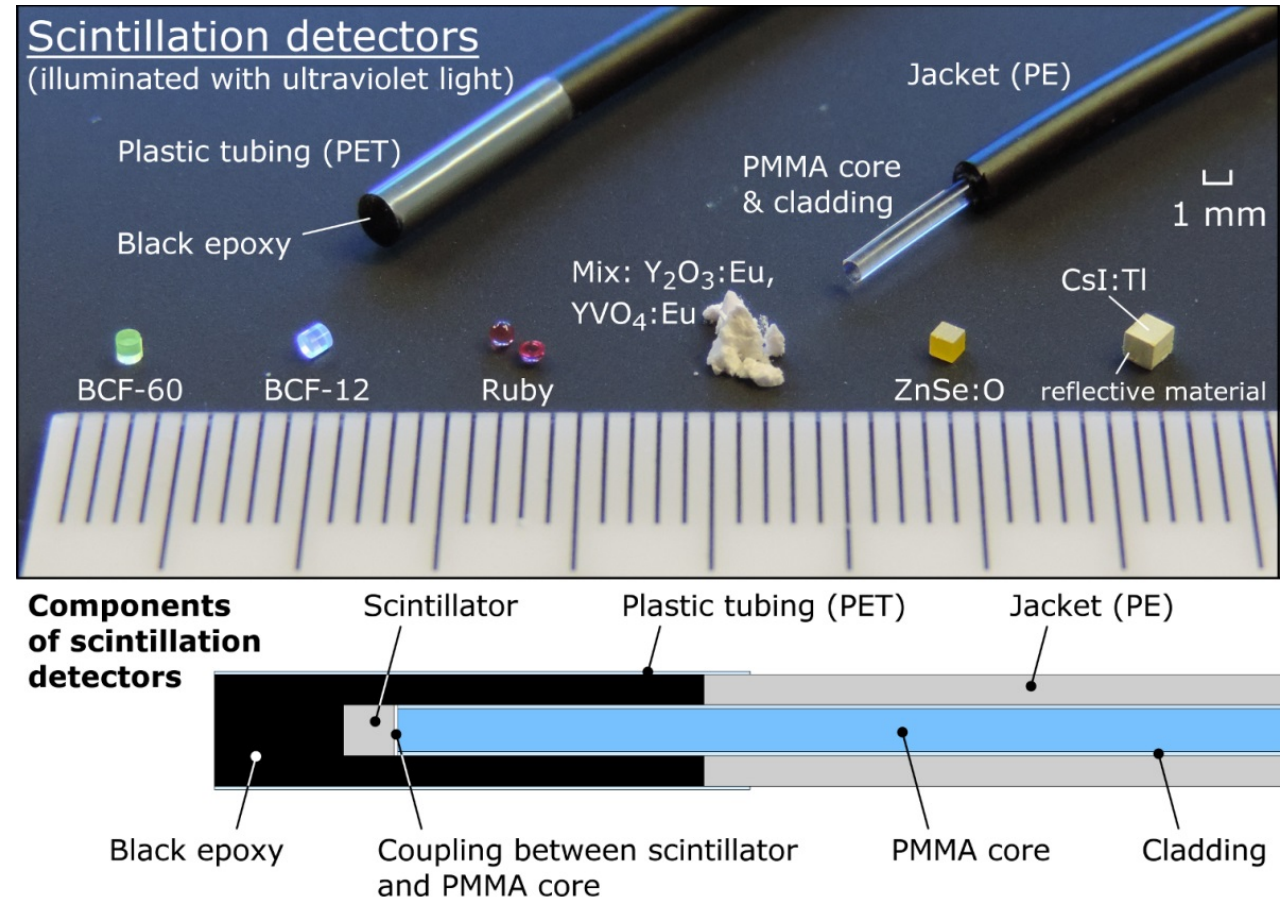 Scintillation detectors
(illuminated with ultraviolet light)
Jacket (PE)
Plastic tubing (PET)
PMMA core
& cladding
1 mm
Black epoxy
Mix: Y₂O₃:Eu,
YVO₄:Eu
CsI:Tl
BCF-60
BCF-12
Ruby
ZnSe:O
reflective material
Components
of scintillation
detectors
Scintillator
Plastic tubing (PET)
Jacket (PE)
Black epoxy
Coupling between scintillator
and PMMA core
PMMA core
Cladding